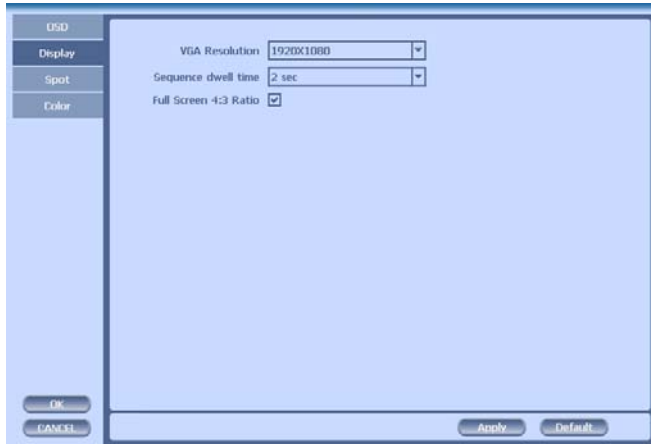 OSD
Display
Spot
Color
VGA Resolution 1920X1080
Sequence dwell time 2 sec
Full Screen 4:3 Ratio
OK
CANCEL
Apply Default